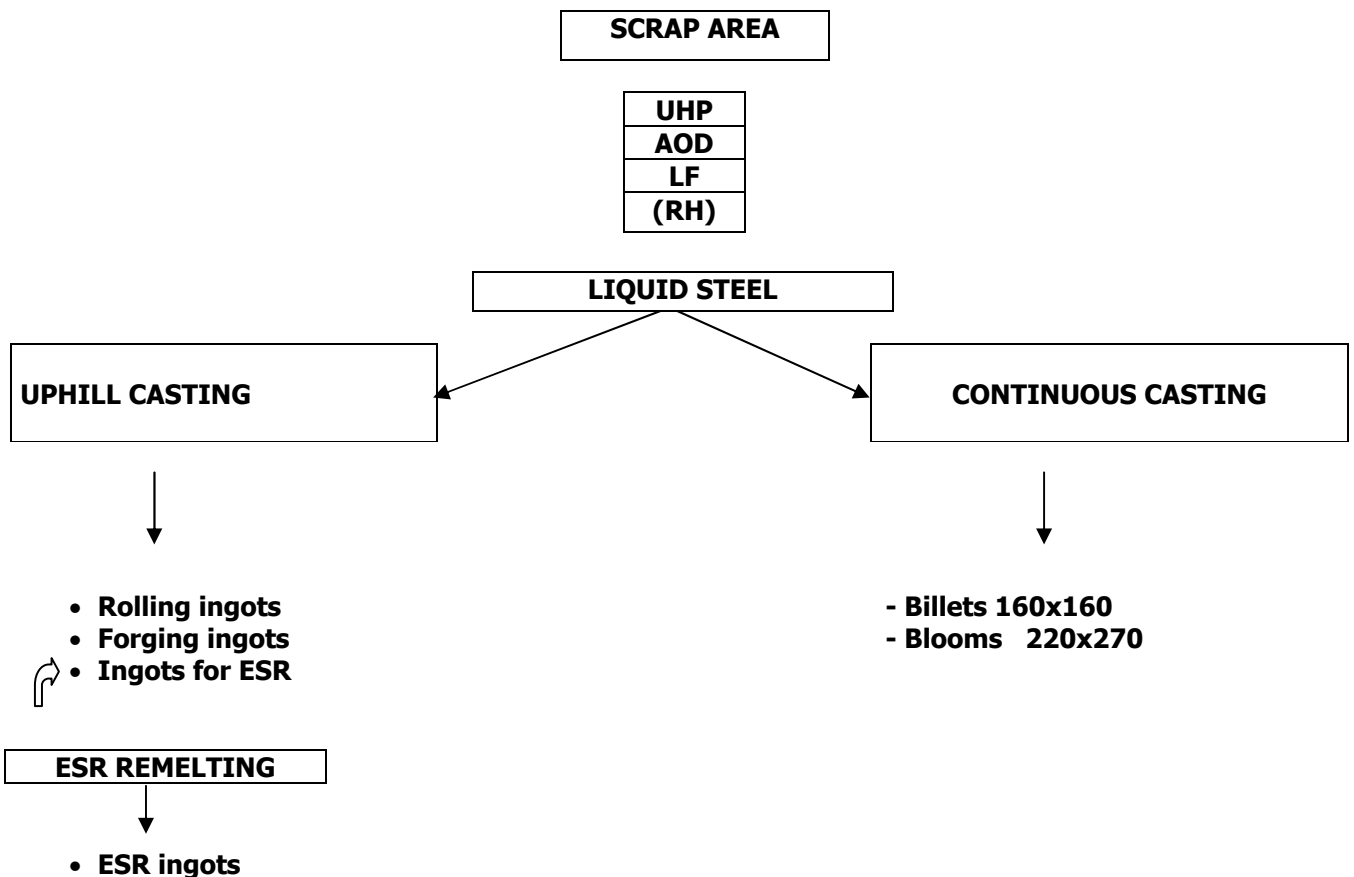 SCRAP AREA
UHP
AOD
LF
(RH)
LIQUID STEEL
UPHILL CASTING
CONTINUOUS CASTING
• Rolling ingots
• Forging ingots
• Ingots for ESR
- Billets 160x160
- Blooms 220x270
ESR REMELTING
• ESR ingots